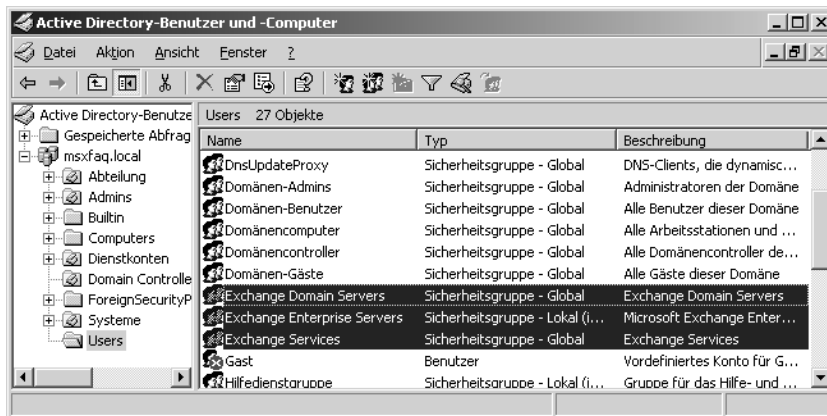 Active Directory-Benutzer und -Computer
Datei Aktion Ansicht Fenster ?
Active Directory-Benutze
Gespeicherte Abfrag
msxfaq.local
Abteilung
Admins
Builtin
Computers
Dienstkonten
Domain Controlle
ForeignSecurityP
Systeme
Users
Users 27 Objekte
Name Typ Beschreibung
DnsUpdateProxy Sicherheitsgruppe - Global DNS-Clients, die dynamisc...
Domänen-Admins Sicherheitsgruppe - Global Administratoren der Domäne
Domänen-Benutzer Sicherheitsgruppe - Global Alle Benutzer dieser Domäne
Domänencomputer Sicherheitsgruppe - Global Alle Arbeitsstationen und ...
Domänencontroller Sicherheitsgruppe - Global Alle Domänencontroller de...
Domänen-Gäste Sicherheitsgruppe - Global Alle Gäste dieser Domäne
Exchange Domain Servers Sicherheitsgruppe - Global Exchange Domain Servers
Exchange Enterprise Servers Sicherheitsgruppe - Lokal (i... Microsoft Exchange Enter...
Exchange Services Sicherheitsgruppe - Global Exchange Services
Gast Benutzer Vordefiniertes Konto für G...
Hilfedienstgruppe Sicherheitsgruppe - Lokal (i... Gruppe für das Hilfe- und ...